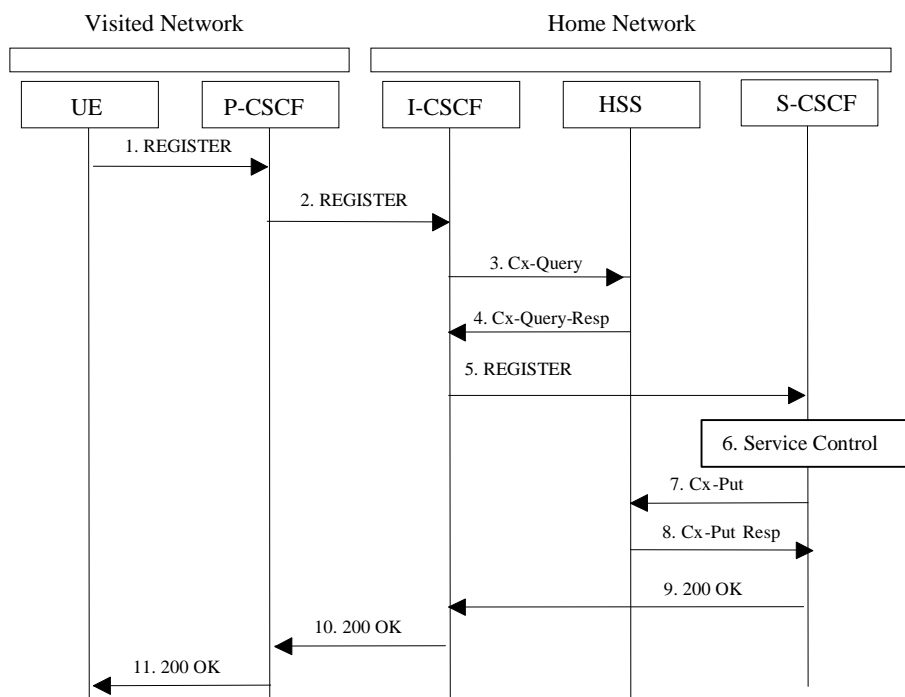 Visited Network
Home Network
UE
P-CSCF
I-CSCF
HSS
S-CSCF
1. REGISTER
2. REGISTER
3. Cx-Query
4. Cx-Query-Resp
5. REGISTER
6. Service Control
7. Cx-Put
8. Cx-Put Resp
9. 200 OK
10. 200 OK
11. 200 OK